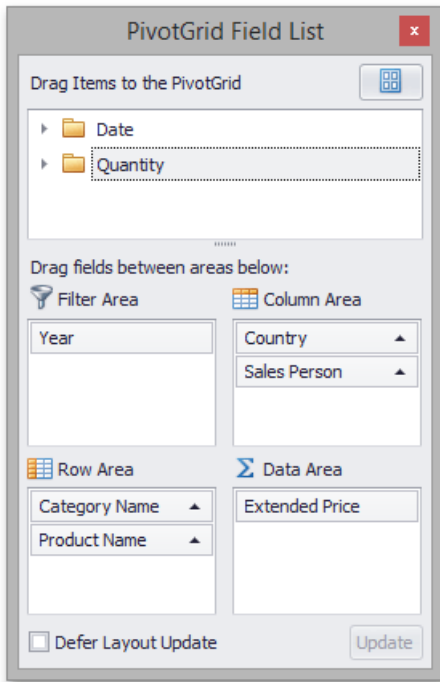 PivotGrid Field List
x
Drag Items to the PivotGrid
Date
Quantity
Drag fields between areas below:
Filter Area
Column Area
Year
Country
Sales Person
Row Area
Σ Data Area
Category Name
Product Name
Extended Price
Defer Layout Update
Update